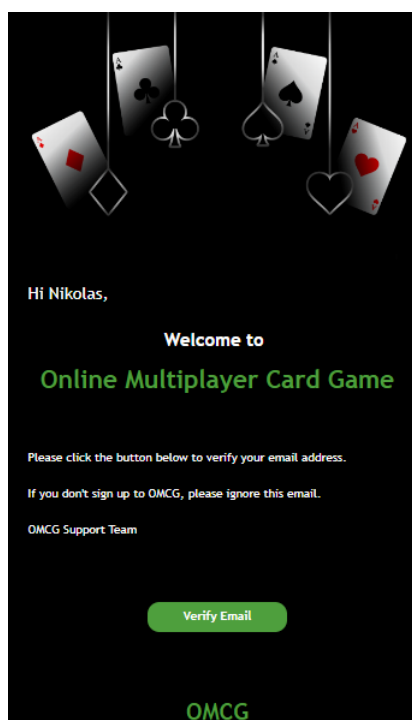 Hi Nikolas,
Welcome to
Online Multiplayer Card Game
Please click the button below to verify your email address.
If you don't sign up to OMCG, please ignore this email.
OMCG Support Team
Verify Email
OMCG